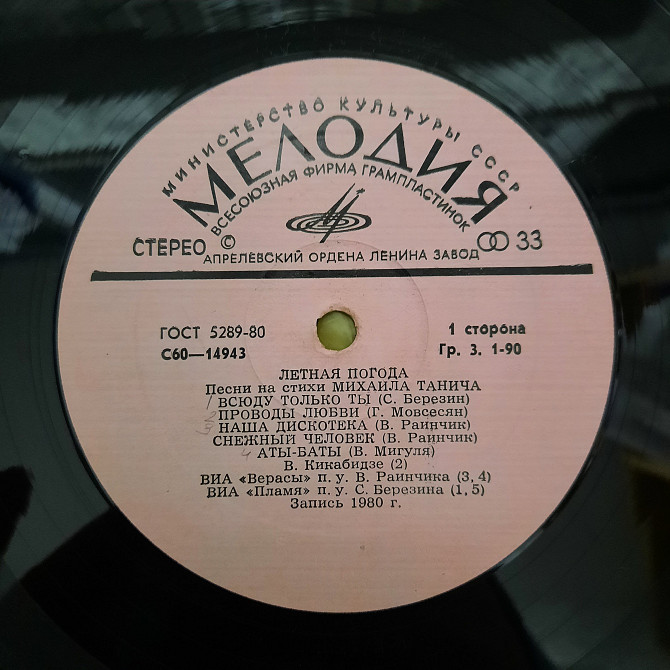 МИНИСТЕРСТВО КУЛЬТУРЫ СССР
МЕЛОДИЯ
ВСЕСОЮЗНАЯ ФИРМА ГРАМПЛАСТИНОК
СТЕРЕО © 33
АПРЕЛЕВСКИЙ ОРДЕНА ЛЕНИНА ЗАВОД
ГОСТ 5289-80 1 сторона
С60—14943 Гр. 3. 1-90
ЛЕТНАЯ ПОГОДА
Песни на стихи МИХАИЛА ТАНИЧА
1 ВСЮДУ ТОЛЬКО ТЫ (С. Березин)
ПРОВОДЫ ЛЮБВИ (Г. Мовсесян)
НАША ДИСКОТЕКА (В. Раинчик)
СНЕЖНЫЙ ЧЕЛОВЕК (В. Раинчик)
4 АТЫ-БАТЫ (В. Мигуля)
В. Кикабидзе (2)
ВИА «Верасы» п. у. В. Раинчика (3, 4)
ВИА «Пламя» п. у. С. Березина (1, 5)
Запись 1980 г.